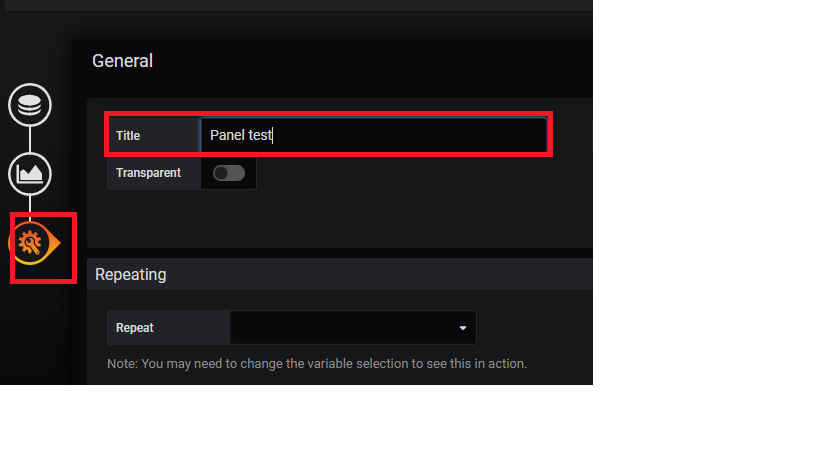 General
Title Panel test
Transparent
Repeating
Repeat
Note: You may need to change the variable selection to see this in action.